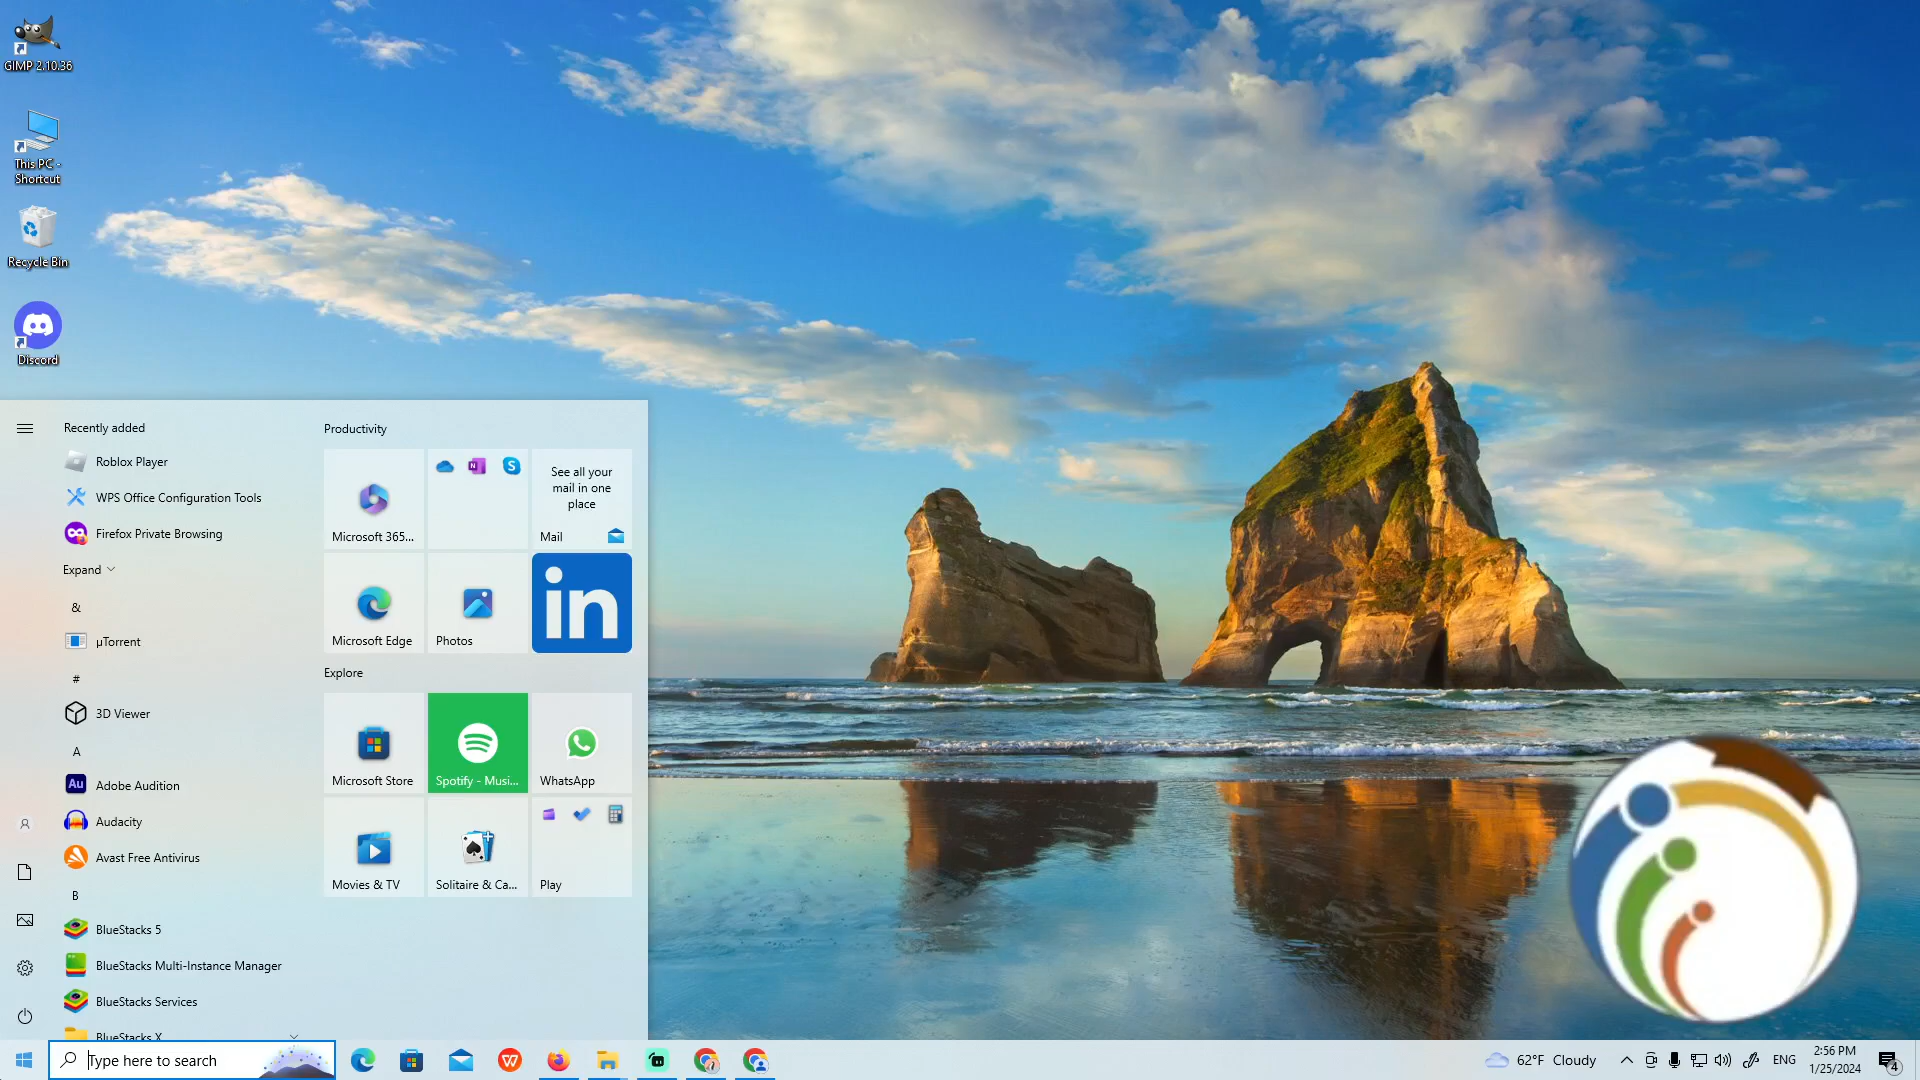 GIMP 2.10.36
This PC -
Shortcut
Recycle Bin
Discord
Recently added
Roblox Player
WPS Office Configuration Tools
Firefox Private Browsing
Expand
&
µTorrent
#
3D Viewer
A
Au
Adobe Audition
Audacity
Avast Free Antivirus
B
BlueStacks 5
BlueStacks Multi-Instance Manager
BlueStacks Services
BlueStacks X
Productivity
Microsoft 365...
N
S
See all your
mail in one
place
Mail
Microsoft Edge
Photos
in
Explore
Microsoft Store
Spotify - Musi...
WhatsApp
Movies & TV
Solitaire & Ca...
Play
Type here to search
W
62°F Cloudy
ENG
2:56 PM
1/25/2024
4